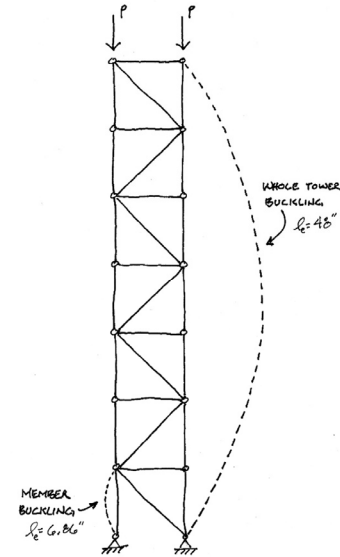 P P
WHOLE TOWER
BUCKLING
le=48"
MEMBER
BUCKLING
le=6.86"